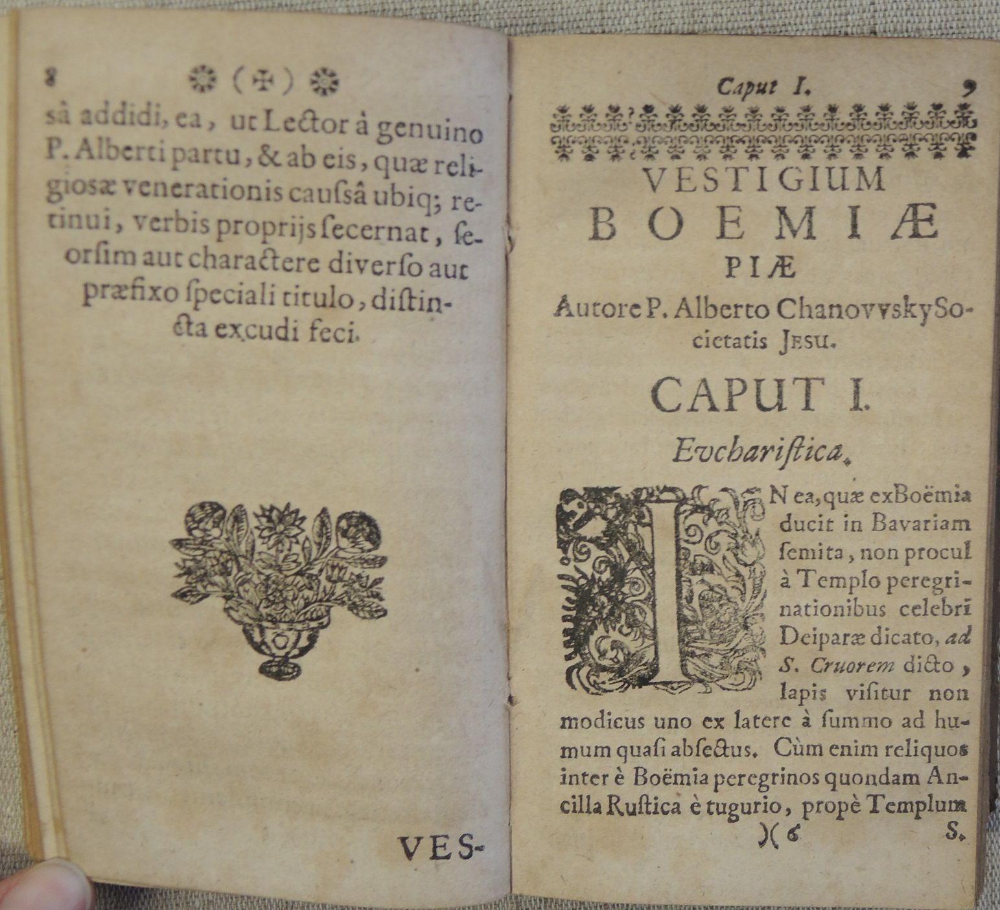 8 ( ✠ )
sâ addidi, ea, ut Lector â genuino
P. Alberti partu, & ab eis, quæ reli-
giosæ venerationis cauſsâ ubiq; re-
tinui, verbis proprijs ſecernat, ſe-
orſim aut charactere diverſo aut
præfixo ſpeciali titulo, diſtin-
cta excudi feci.
VES-
Caput I. 9
VESTIGIUM
BOEMIÆ
PIÆ
Autore P. Alberto Chanovvsky So-
cietatis JESU.
CAPUT I.
Evchariſtica.
IN ea, quæ ex Boëmia
ducit in Bavariam
ſemita, non procul
à Templo peregri-
nationibus celebri
Deiparæ dicato, ad
S. Cruorem dicto,
lapis viſitur non
modicus uno ex latere à ſummo ad hu-
mum quaſi abſectus. Cùm enim reliquos
inter è Boëmia peregrinos quondam An-
cilla Ruſtica è tugurio, propè Templum
)( 6 S.